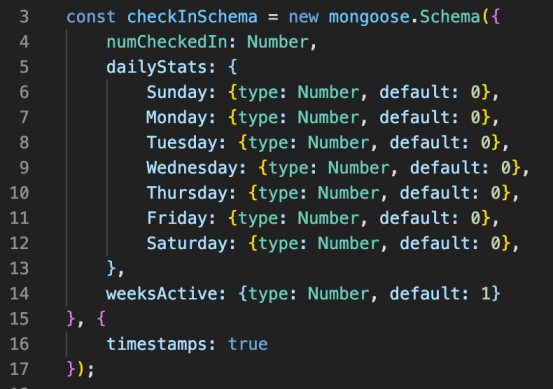 3 const checkInSchema = new mongoose.Schema({
4 numCheckedIn: Number,
5 dailyStats: {
6 Sunday: {type: Number, default: 0},
7 Monday: {type: Number, default: 0},
8 Tuesday: {type: Number, default: 0},
9 Wednesday: {type: Number, default: 0},
10 Thursday: {type: Number, default: 0},
11 Friday: {type: Number, default: 0},
12 Saturday: {type: Number, default: 0},
13 },
14 weeksActive: {type: Number, default: 1}
15 }, {
16 timestamps: true
17 });